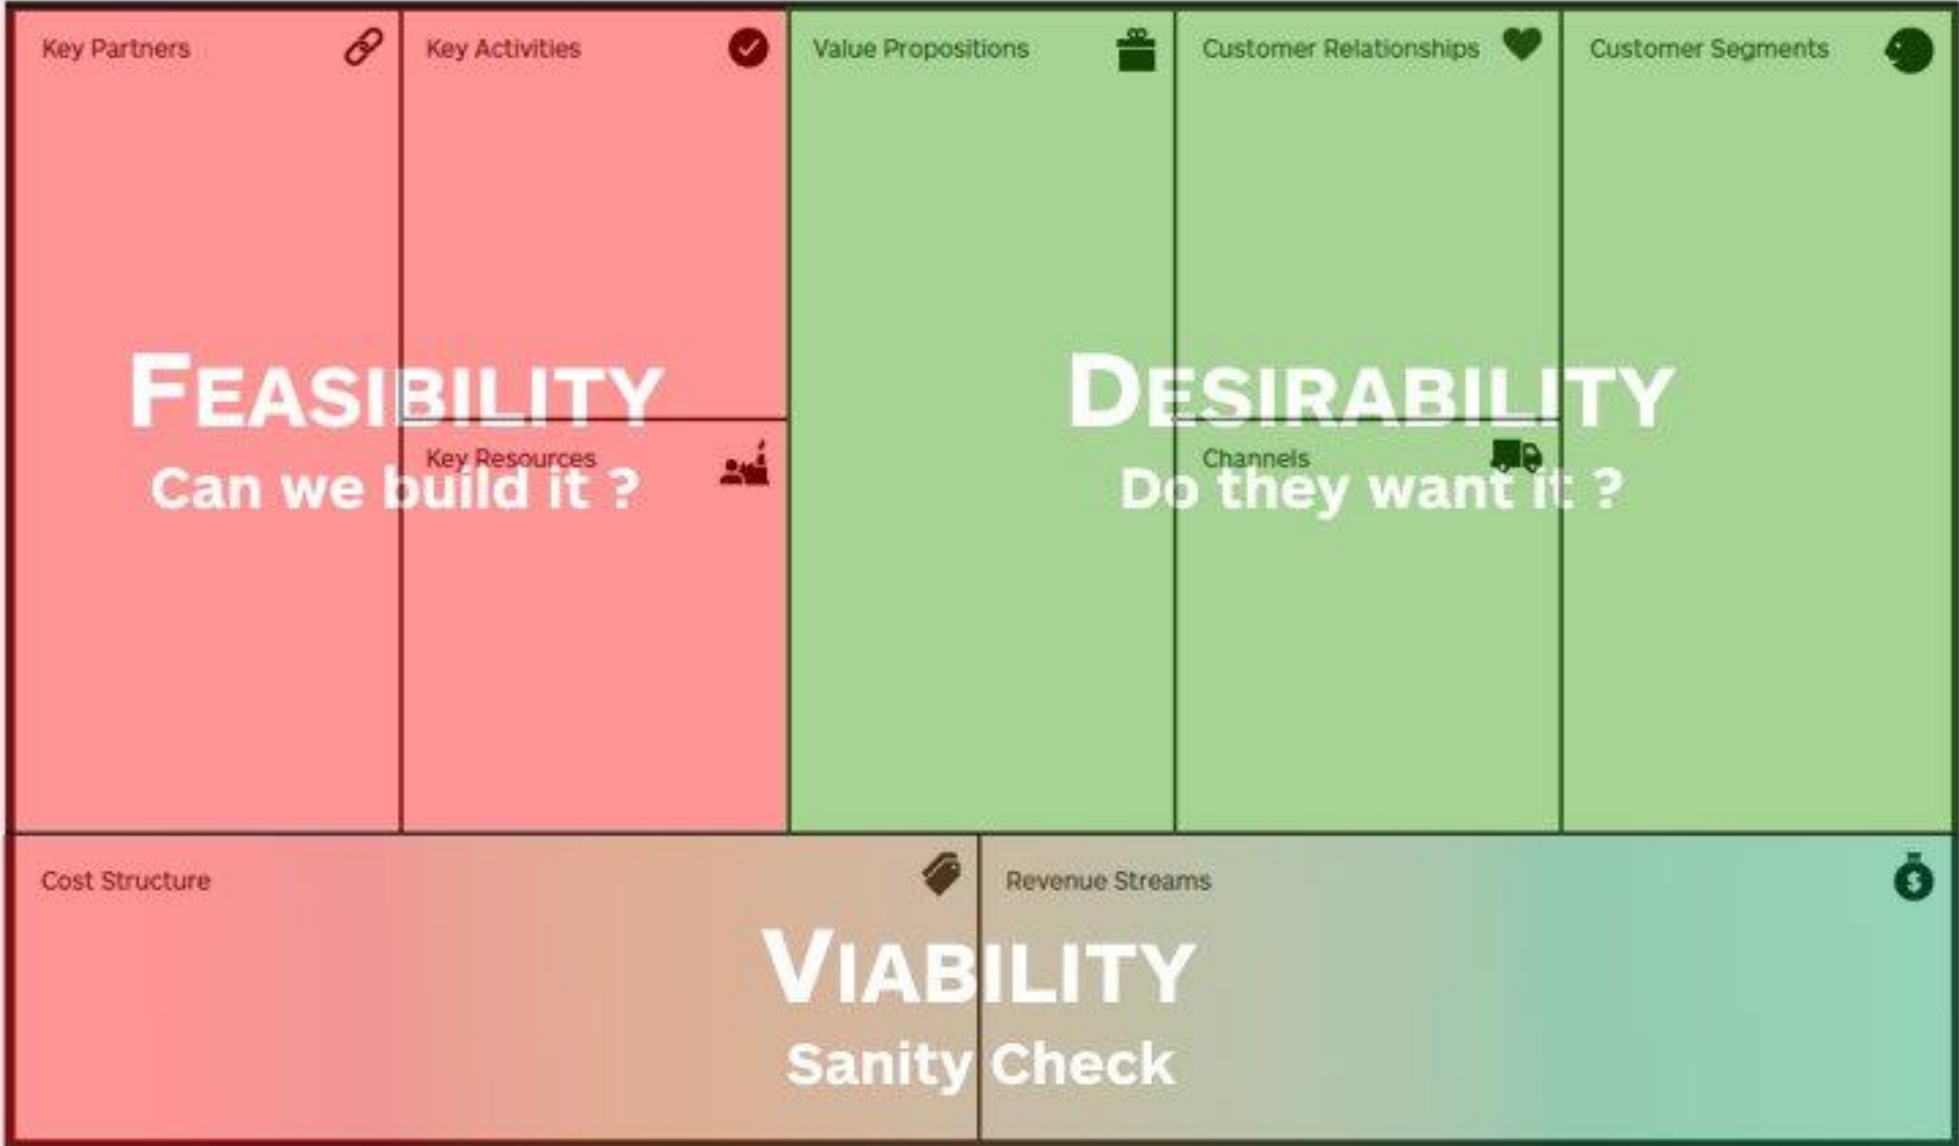 Key Partners
Key Activities
Value Propositions
Customer Relationships
Customer Segments
FEASIBILITY
Can we build it ?
Key Resources
DESIRABILITY
Do they want it ?
Channels
Cost Structure
Revenue Streams
$
VIABILITY
Sanity Check